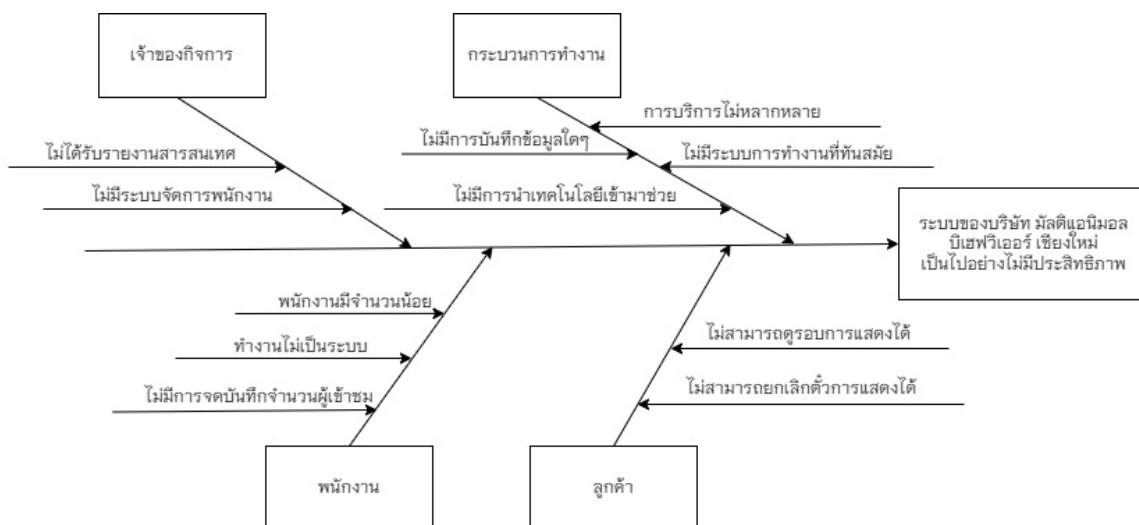 เจ้าของกิจการ
กระบวนการทำงาน
การบริการไม่หลากหลาย
ไม่มีการบันทึกข้อมูลใดๆ
ไม่ได้รับรายงานสารสนเทศ
ไม่มีระบบการทำงานที่ทันสมัย
ไม่มีระบบจัดการพนักงาน
ไม่มีการนำเทคโนโลยีเข้ามาช่วย
ระบบของบริษัท มัลติแอนิมอล
บิเฮฟวิเออร์ เชียงใหม่
เป็นไปอย่างไม่มีประสิทธิภาพ
พนักงานมีจำนวนน้อย
ไม่สามารถดูรอบการแสดงได้
ทำงานไม่เป็นระบบ
ไม่มีการจดบันทึกจำนวนผู้เข้าชม
ไม่สามารถยกเลิกตั๋วการแสดงได้
พนักงาน
ลูกค้า